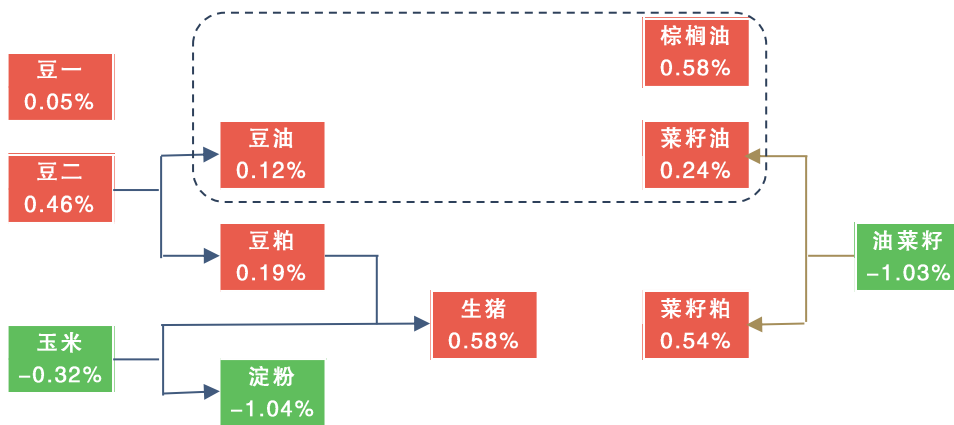 棕榈油
0.58%
豆一
0.05%
豆油
0.12%
菜籽油
0.24%
豆二
0.46%
豆粕
0.19%
油菜籽
-1.03%
生猪
0.58%
菜籽粕
0.54%
玉米
-0.32%
淀粉
-1.04%